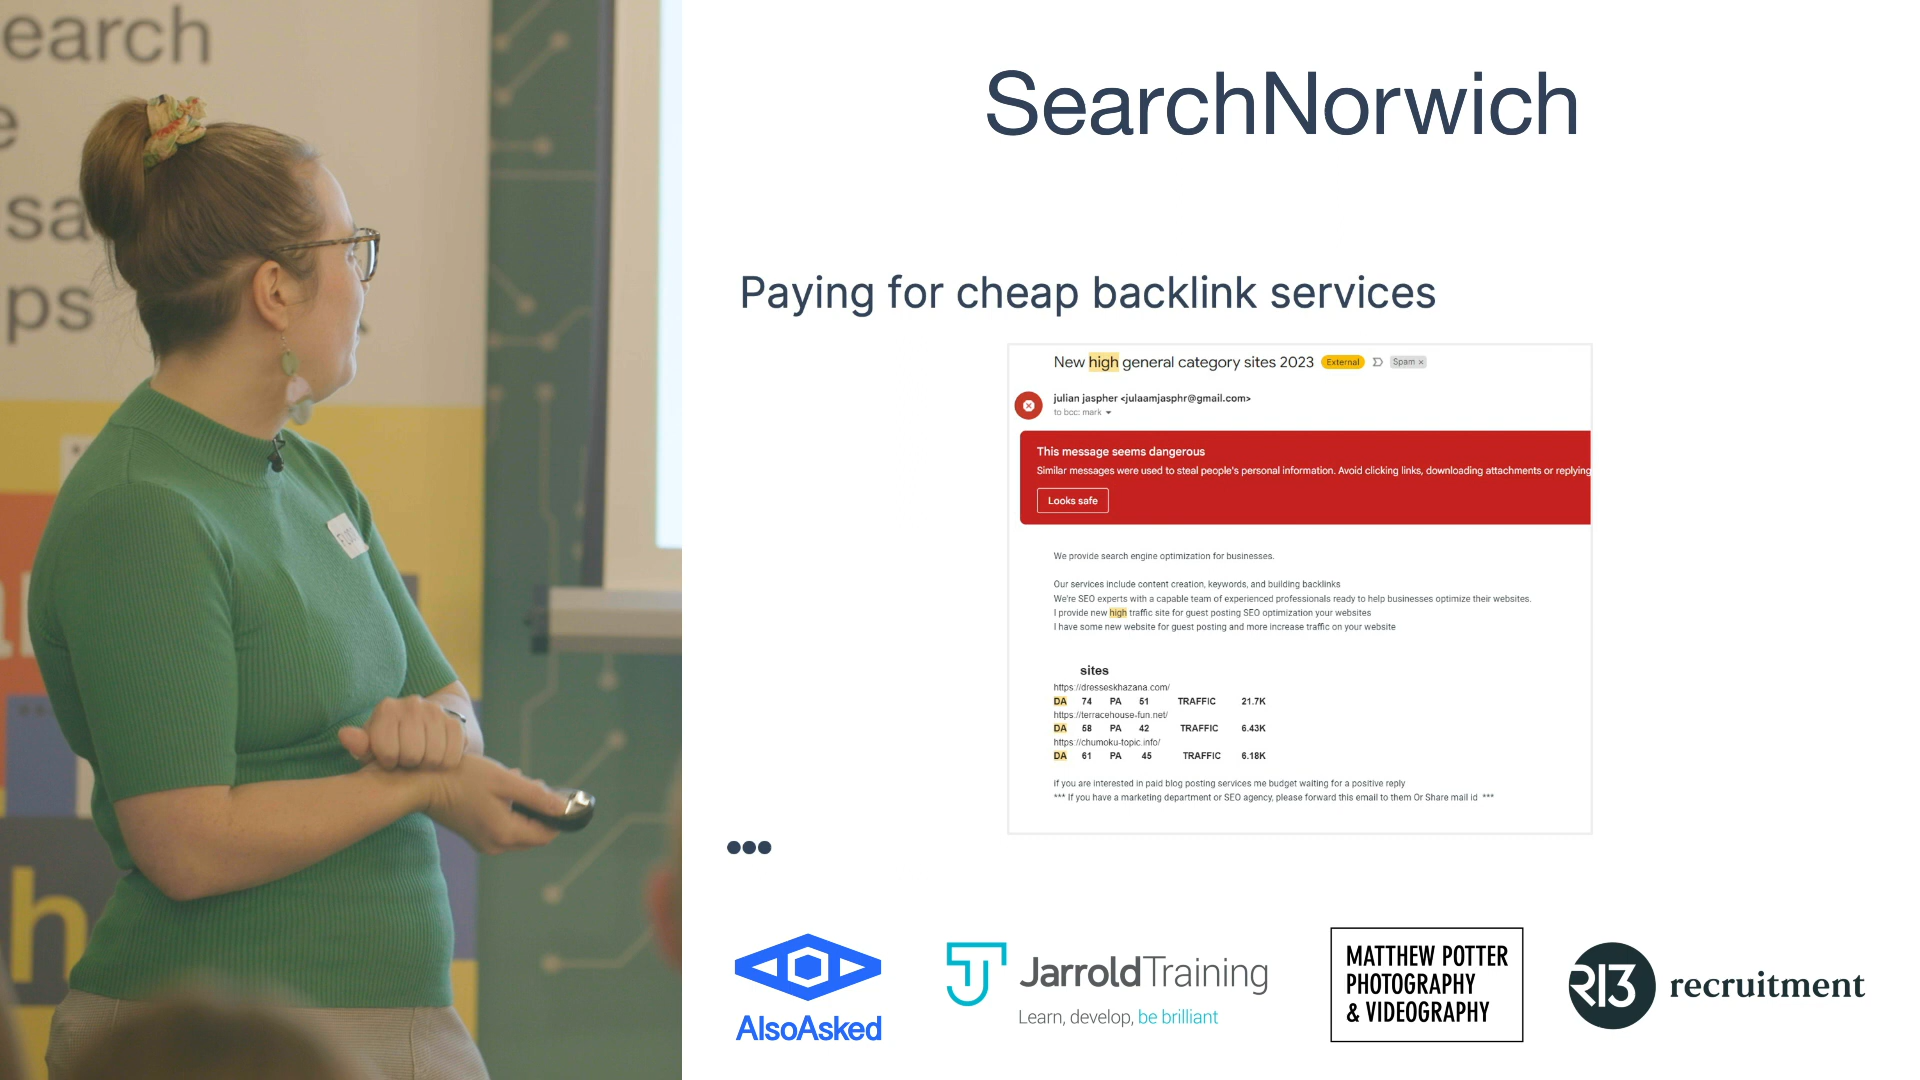 earch
e
sa
ps
h
SearchNorwich
Paying for cheap backlink services
New high general category sites 2023 External Spam x
julian jaspher <julaamjasphr@gmail.com>
to bcc: mark
This message seems dangerous
Similar messages were used to steal people's personal information. Avoid clicking links, downloading attachments or replying
Looks safe
We provide search engine optimization for businesses.
Our services include content creation, keywords, and building backlinks
We're SEO experts with a capable team of experienced professionals ready to help businesses optimize their websites.
I provide new high traffic site for guest posting SEO optimization your websites
I have some new website for guest posting and more increase traffic on your website
sites
https://dresseskhazana.com/
DA 74 PA 51 TRAFFIC 21.7K
https://terracehouse-fun.net/
DA 58 PA 42 TRAFFIC 6.43K
https://chumoku-topic.info/
DA 61 PA 45 TRAFFIC 6.18K
if you are interested in paid blog posting services me budget waiting for a positive reply
*** If you have a marketing department or SEO agency, please forward this email to them Or Share mail id ***
AlsoAsked
JarroldTraining
Learn, develop, be brilliant
MATTHEW POTTER
PHOTOGRAPHY
& VIDEOGRAPHY
R13 recruitment